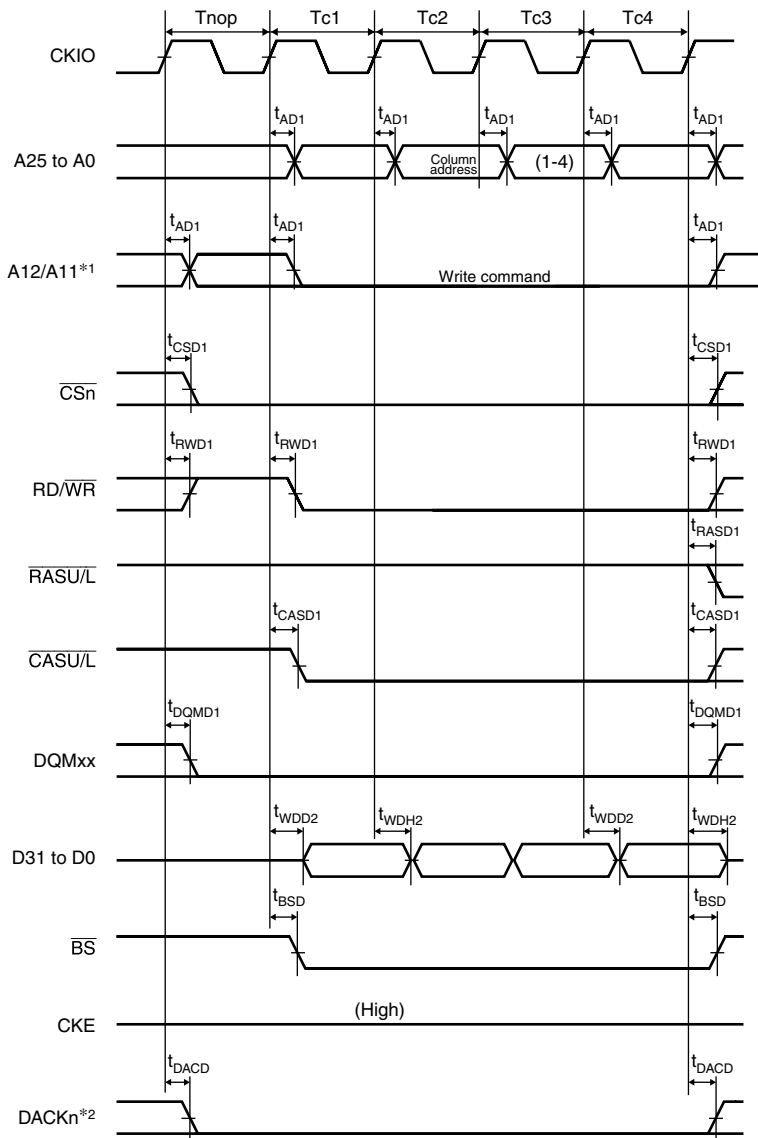 Tnop Tc1 Tc2 Tc3 Tc4
CKIO
tAD1 tAD1 tAD1 tAD1 tAD1
A25 to A0
Column address
(1-4)
tAD1 tAD1 tAD1
A12/A11*1
Write command
tCSD1 tCSD1
CSn
tRWD1 tRWD1 tRWD1
RD/WR
tRASD1
RASU/L
tCASD1 tCASD1
CASU/L
tDQMD1 tDQMD1
DQMxx
tWDD2 tWDH2 tWDD2 tWDH2
D31 to D0
tBSD tBSD
BS
(High)
CKE
tDACD tDACD
DACKn*2